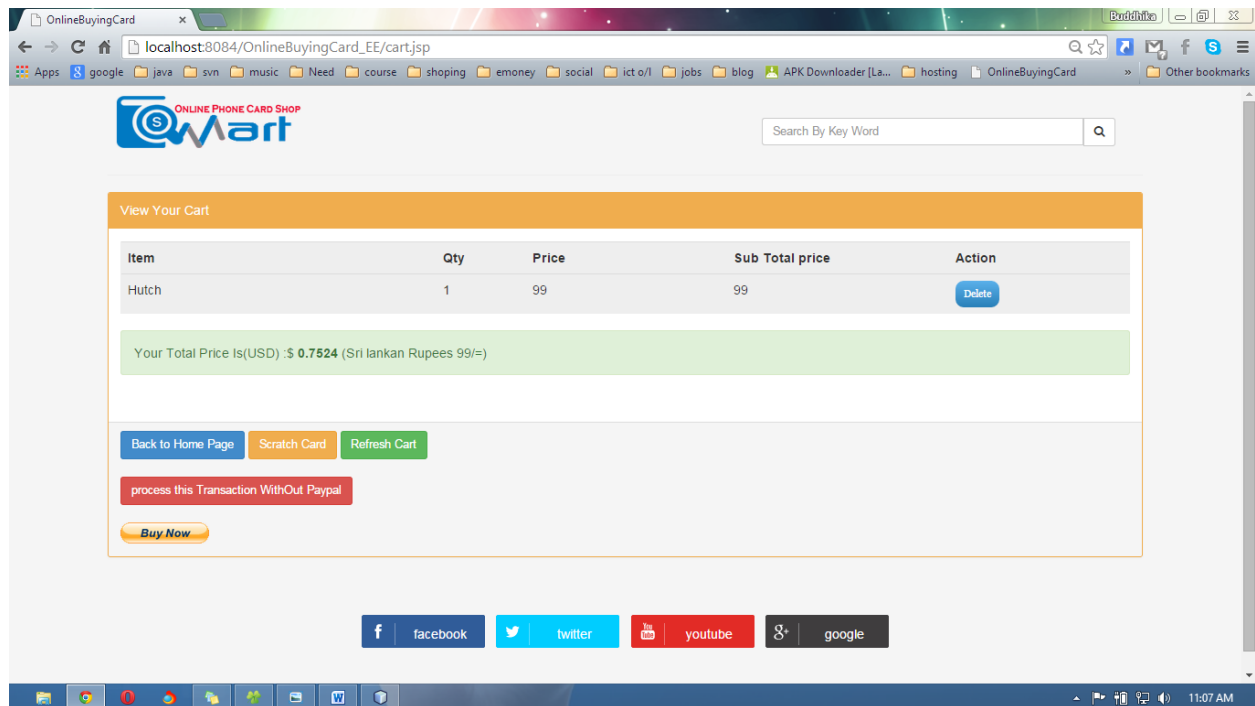 OnlineBuyingCard ×
Buddhika
localhost:8084/OnlineBuyingCard_EE/cart.jsp
Apps google java svn music Need course shoping emoney social ict o/l jobs blog APK Downloader [La... hosting OnlineBuyingCard » Other bookmarks
ONLINE PHONE CARD SHOP
S Mart
Search By Key Word
View Your Cart
Item Qty Price Sub Total price Action
Hutch 1 99 99 Delete
Your Total Price Is(USD) :$ 0.7524 (Sri lankan Rupees 99/=)
Back to Home Page Scratch Card Refresh Cart
process this Transaction WithOut Paypal
Buy Now
f facebook twitter You Tube youtube 8+ google
11:07 AM